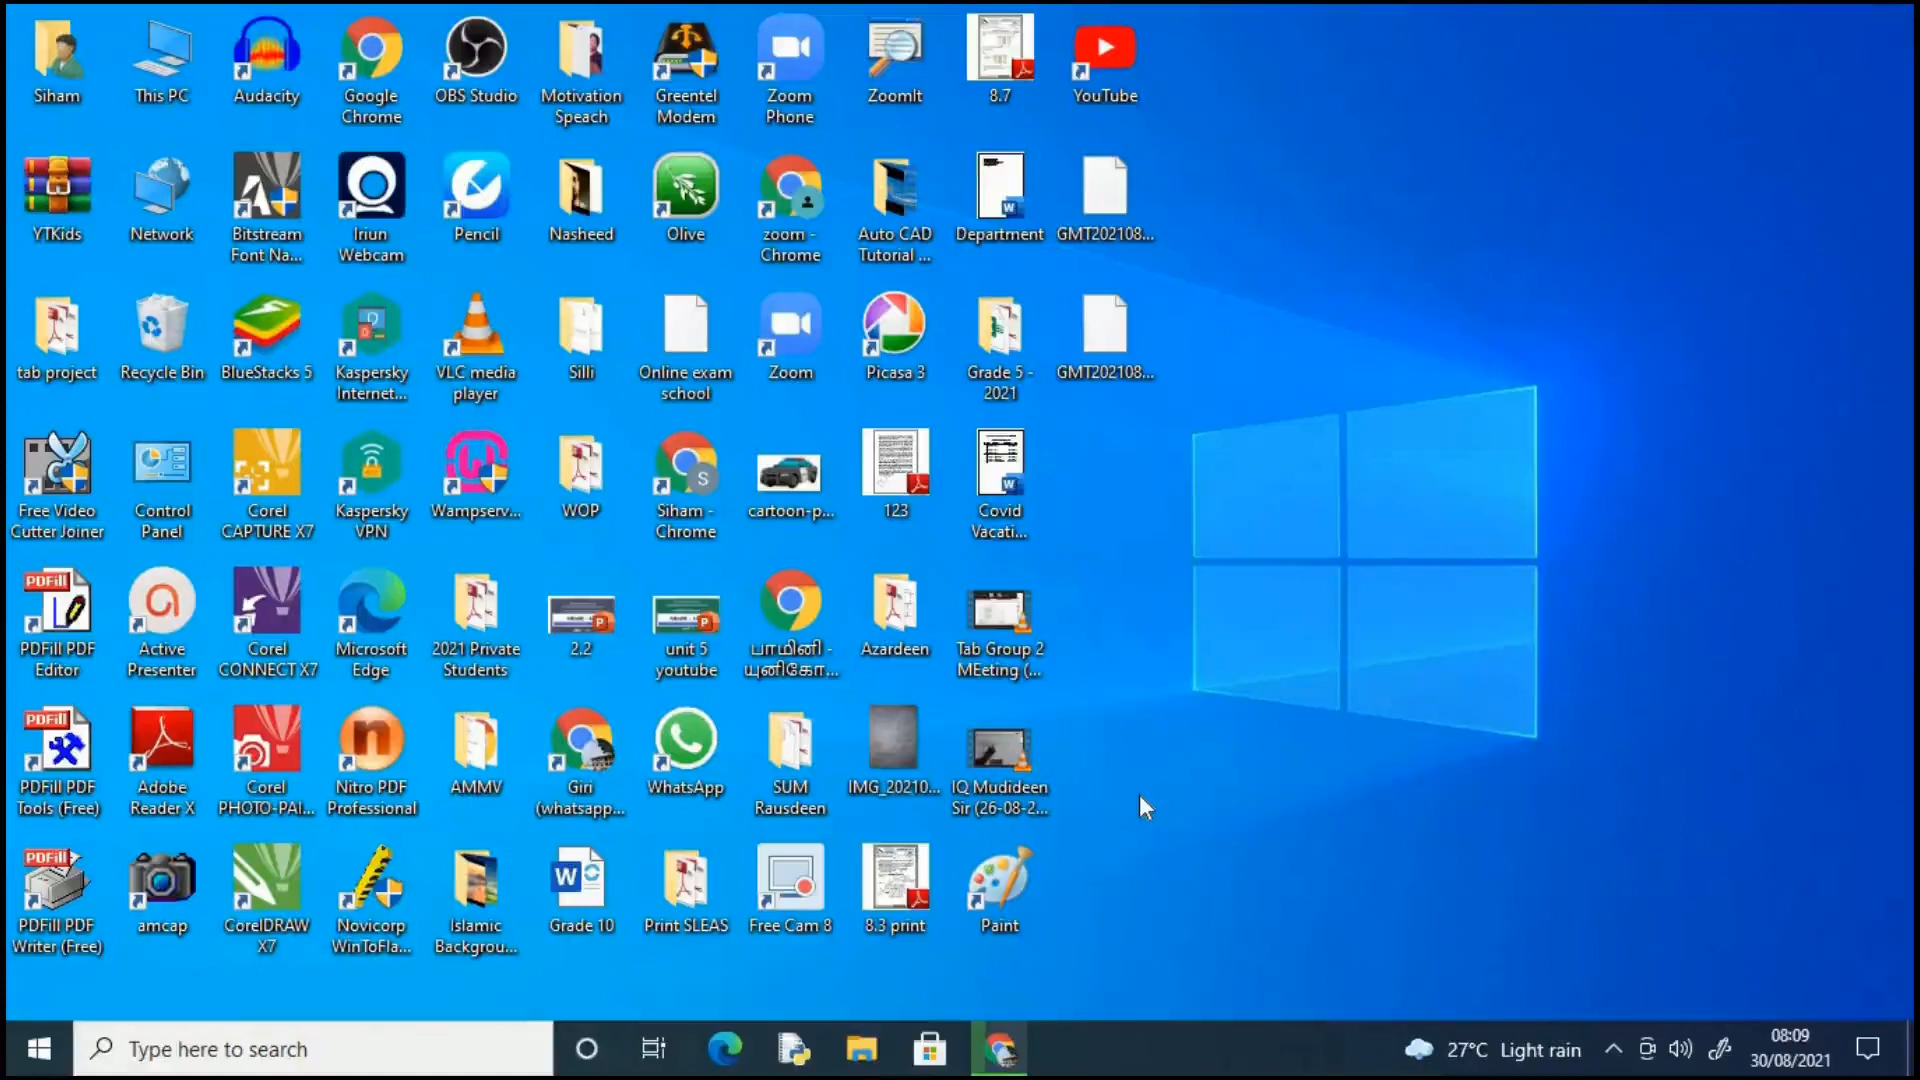 Siham
This PC
Audacity
Google
Chrome
OBS Studio
Motivation
Speach
Greentel
Modem
Zoom
Phone
ZoomIt
8.7
YouTube
YTKids
Network
Bitstream
Font Na...
Iriun
Webcam
Pencil
Nasheed
Olive
zoom -
Chrome
Auto CAD
Tutorial ...
Department
GMT202108...
tab project
Recycle Bin
BlueStacks 5
Kaspersky
Internet...
VLC media
player
Silli
Online exam
school
Zoom
Picasa 3
Grade 5 -
2021
GMT202108...
Free Video
Cutter Joiner
Control
Panel
Corel
CAPTURE X7
Kaspersky
VPN
Wampserv...
WOP
Siham -
Chrome
cartoon-p...
123
Covid
Vacati...
PDFill PDF
Editor
Active
Presenter
Corel
CONNECT X7
Microsoft
Edge
2021 Private
Students
2.2
unit 5
youtube
யாமினி -
யுனிகோ...
Azardeen
Tab Group 2
MEeting (...
PDFill PDF
Tools (Free)
Adobe
Reader X
Corel
PHOTO-PAI...
Nitro PDF
Professional
AMMV
Giri
(whatsapp...
WhatsApp
SUM
Rausdeen
IMG_20210...
IQ Mudideen
Sir (26-08-2...
PDFill PDF
Writer (Free)
amcap
CorelDRAW
X7
Novicorp
WinToFla...
Islamic
Backgrou...
Grade 10
Print SLEAS
Free Cam 8
8.3 print
Paint
Type here to search
27°C Light rain
08:09
30/08/2021